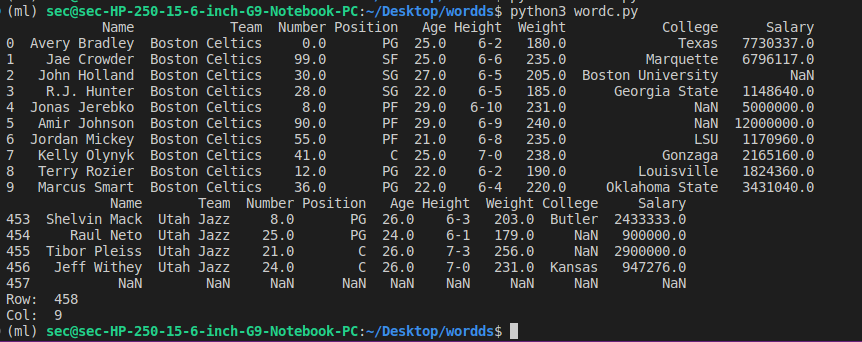 (ml) sec@sec-HP-250-15-6-inch-G9-Notebook-PC:~/Desktop/wordds$ python3 wordc.py
Name Team Number Position Age Height Weight College Salary
0 Avery Bradley Boston Celtics 0.0 PG 25.0 6-2 180.0 Texas 7730337.0
1 Jae Crowder Boston Celtics 99.0 SF 25.0 6-6 235.0 Marquette 6796117.0
2 John Holland Boston Celtics 30.0 SG 27.0 6-5 205.0 Boston University NaN
3 R.J. Hunter Boston Celtics 28.0 SG 22.0 6-5 185.0 Georgia State 1148640.0
4 Jonas Jerebko Boston Celtics 8.0 PF 29.0 6-10 231.0 NaN 5000000.0
5 Amir Johnson Boston Celtics 90.0 PF 29.0 6-9 240.0 NaN 12000000.0
6 Jordan Mickey Boston Celtics 55.0 PF 21.0 6-8 235.0 LSU 1170960.0
7 Kelly Olynyk Boston Celtics 41.0 C 25.0 7-0 238.0 Gonzaga 2165160.0
8 Terry Rozier Boston Celtics 12.0 PG 22.0 6-2 190.0 Louisville 1824360.0
9 Marcus Smart Boston Celtics 36.0 PG 22.0 6-4 220.0 Oklahoma State 3431040.0
Name Team Number Position Age Height Weight College Salary
453 Shelvin Mack Utah Jazz 8.0 PG 26.0 6-3 203.0 Butler 2433333.0
454 Raul Neto Utah Jazz 25.0 PG 24.0 6-1 179.0 NaN 900000.0
455 Tibor Pleiss Utah Jazz 21.0 C 26.0 7-3 256.0 NaN 2900000.0
456 Jeff Withey Utah Jazz 24.0 C 26.0 7-0 231.0 Kansas 947276.0
457 NaN NaN NaN NaN NaN NaN NaN NaN NaN
Row: 458
Col: 9
(ml) sec@sec-HP-250-15-6-inch-G9-Notebook-PC:~/Desktop/wordds$